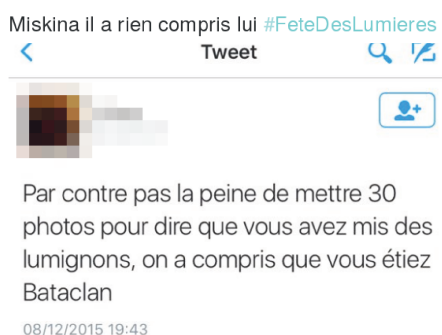 Miskina il a rien compris lui #FeteDesLumieres
Tweet
Par contre pas la peine de mettre 30
photos pour dire que vous avez mis des
lumignons, on a compris que vous étiez
Bataclan
08/12/2015 19:43